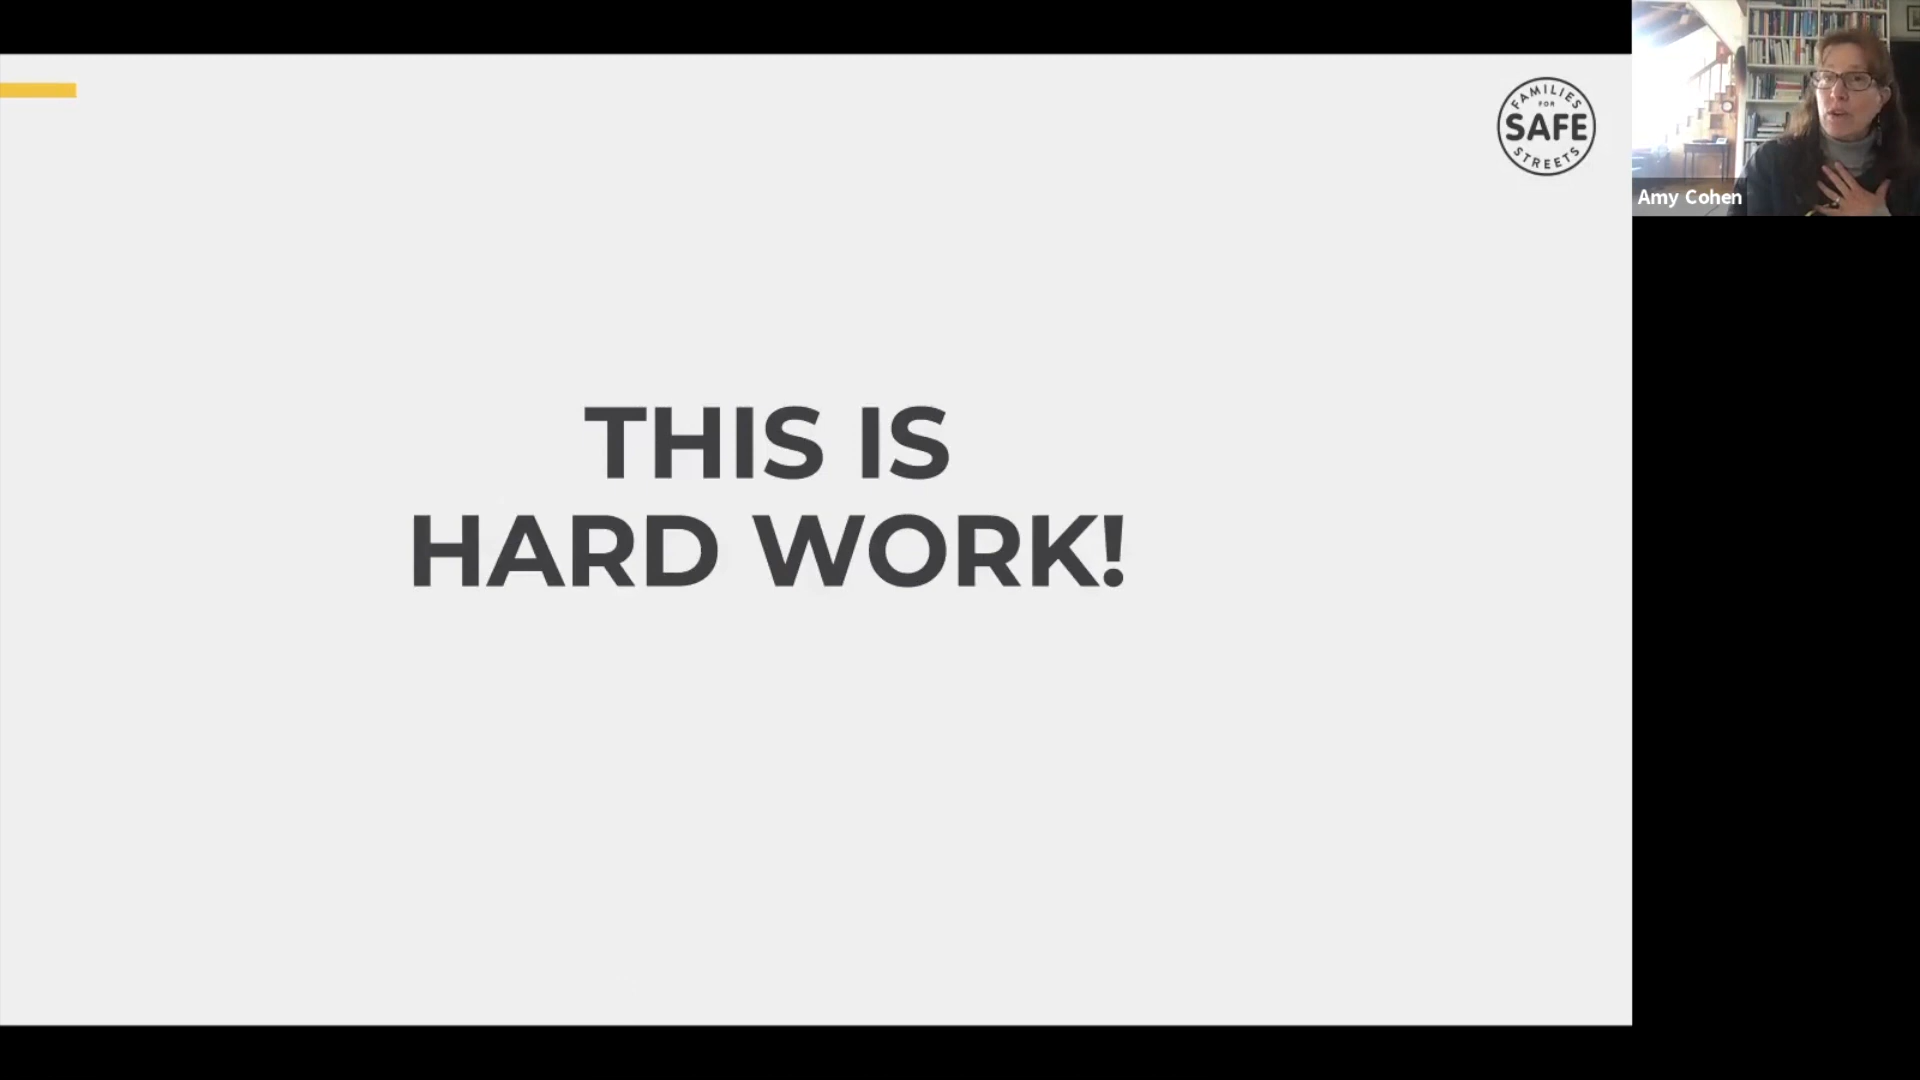 FAMILIES
FOR
SAFE
STREETS
Amy Cohen
THIS IS
HARD WORK!